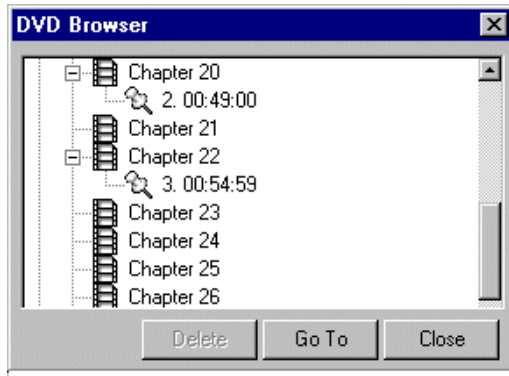 DVD Browser
Chapter 20
2. 00:49:00
Chapter 21
Chapter 22
3. 00:54:59
Chapter 23
Chapter 24
Chapter 25
Chapter 26
Delete Go To Close